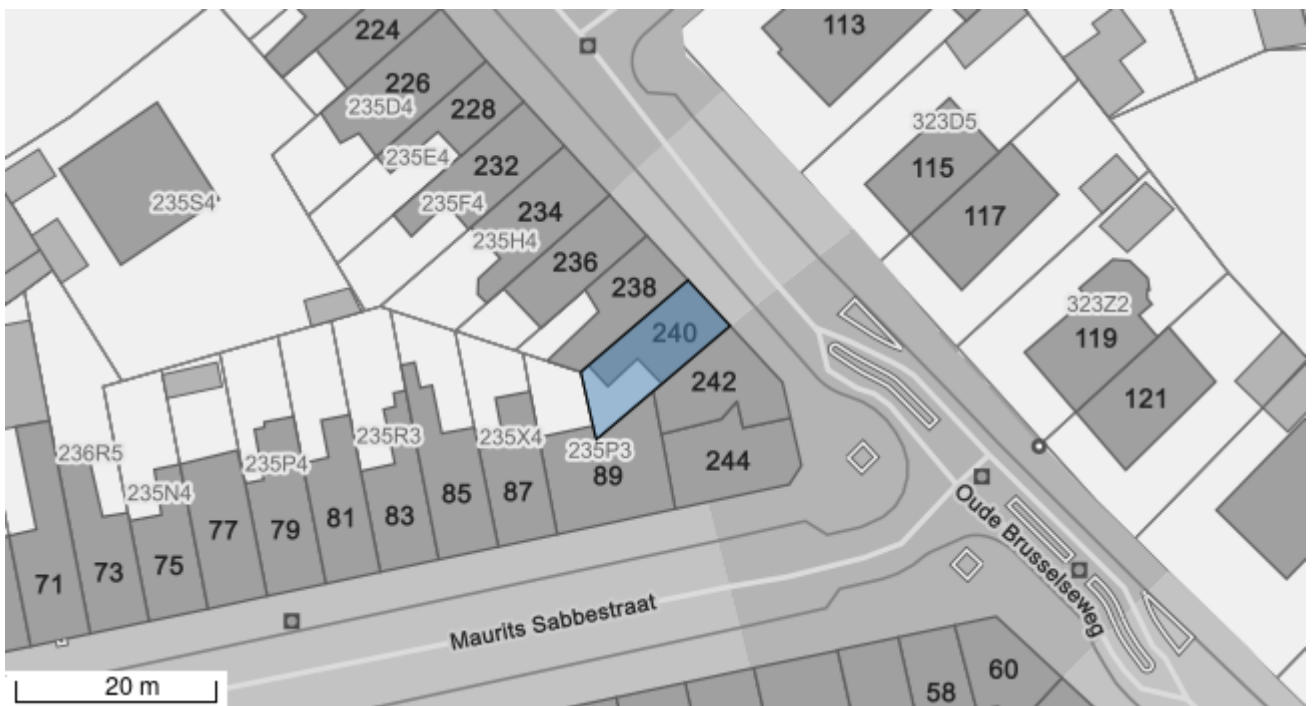 224
113
226
235D4
228
323D5
235E4
232
115
235S4
235F4
234
117
235H4
236
238
323Z2
240
119
242
121
235R3
235X4
235P3
236R5
235P4
244
89
235N4
87
85
83
81
79
77
75
73
71
Oude Brusselseweg
Maurits Sabbestraat
60
58
20 m